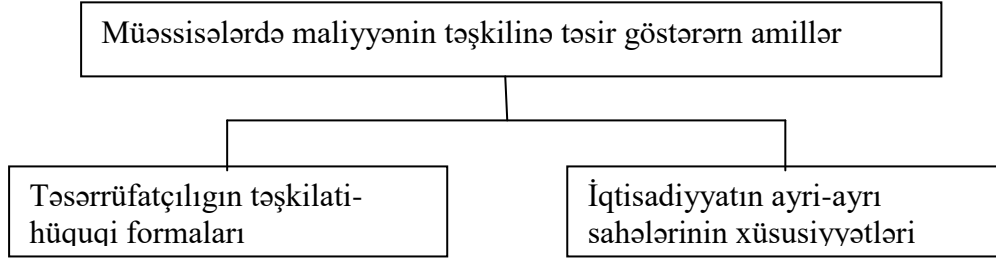 Müəssisələrdə maliyyənin təşkilinə təsir göstərərn amillər
Təsərrüfatçılıgın təşkilati-
hüquqi formaları
İqtisadiyyatın ayri-ayrı
sahələrinin xüsusiyyətləri